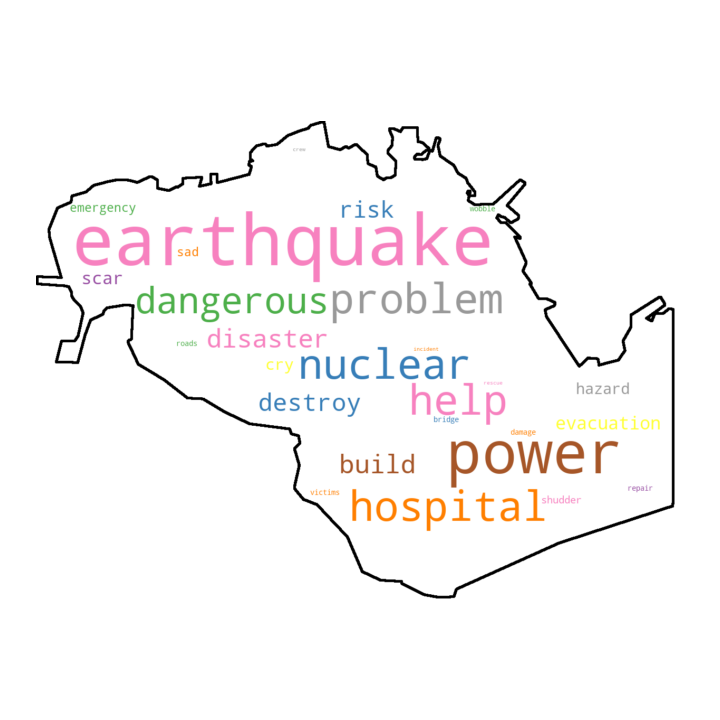 crew
emergency
risk
wobble
earthquake
sad
scar
dangerous
problem
roads
disaster
incident
cry
nuclear
rescue
hazard
destroy
help
bridge
evacuation
damage
power
build
victims
hospital
shudder
repair